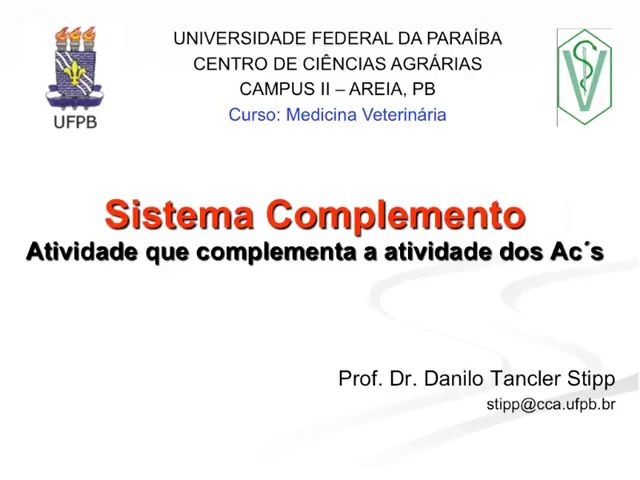 UNIVERSIDADE FEDERAL DA PARAÍBA
CENTRO DE CIÊNCIAS AGRÁRIAS
CAMPUS II – AREIA, PB
Curso: Medicina Veterinária
UFPB
V
Sistema Complemento
Atividade que complementa a atividade dos Ac´s
Prof. Dr. Danilo Tancler Stipp
stipp@cca.ufpb.br